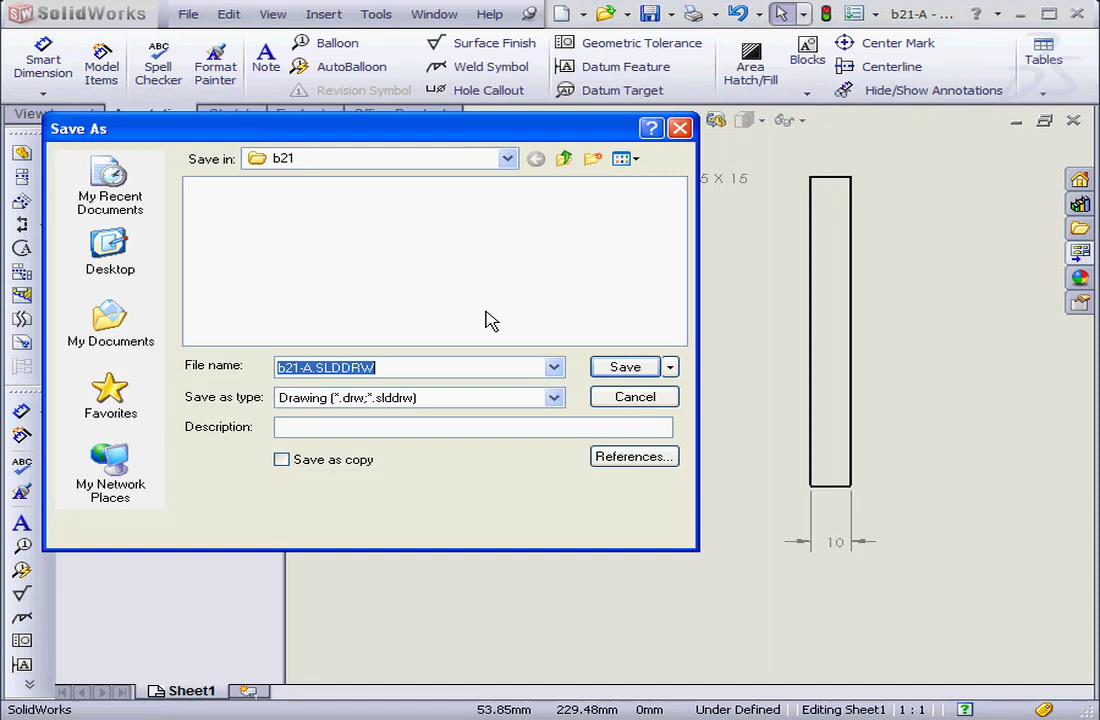 SolidWorks File Edit View Insert Tools Window Help b21-A - ...
Smart Dimension
Model Items
Spell Checker
Format Painter
Note
Balloon
AutoBalloon
Revision Symbol
Surface Finish
Weld Symbol
Hole Callout
Geometric Tolerance
Datum Feature
Datum Target
Area Hatch/Fill
Blocks
Center Mark
Centerline
Hide/Show Annotations
Tables
Save As
Save in: b21
My Recent Documents
Desktop
My Documents
Favorites
My Network Places
File name: b21-A.SLDDRW Save
Save as type: Drawing (*.drw;*.slddrw) Cancel
Description:
Save as copy References...
5 X 15
10
Sheet1
SolidWorks 53.85mm 229.48mm 0mm Under Defined Editing Sheet1 1 : 1